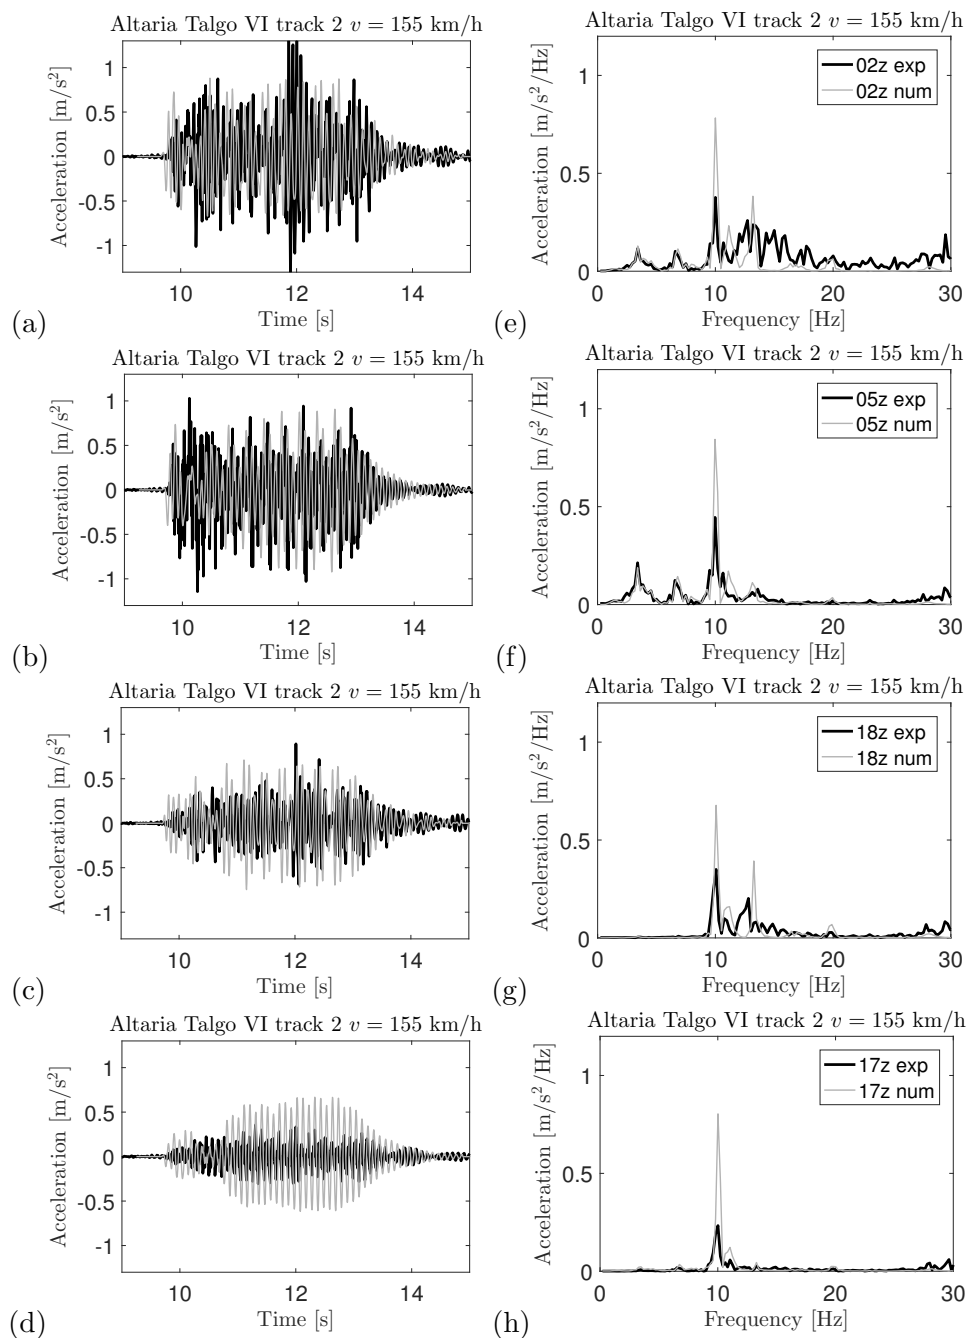 Altaria Talgo VI track 2 v = 155 km/h
Acceleration [m/s²]
1
0.5
0
-0.5
-1
10
12
14
Time [s]
(a)
Altaria Talgo VI track 2 v = 155 km/h
Acceleration [m/s²/Hz]
1
0.5
0
02z exp
02z num
0
10
20
30
Frequency [Hz]
(e)
Altaria Talgo VI track 2 v = 155 km/h
Acceleration [m/s²]
1
0.5
0
-0.5
-1
10
12
14
Time [s]
(b)
Altaria Talgo VI track 2 v = 155 km/h
Acceleration [m/s²/Hz]
1
0.5
0
05z exp
05z num
0
10
20
30
Frequency [Hz]
(f)
Altaria Talgo VI track 2 v = 155 km/h
Acceleration [m/s²]
1
0.5
0
-0.5
-1
10
12
14
Time [s]
(c)
Altaria Talgo VI track 2 v = 155 km/h
Acceleration [m/s²/Hz]
1
0.5
0
18z exp
18z num
0
10
20
30
Frequency [Hz]
(g)
Altaria Talgo VI track 2 v = 155 km/h
Acceleration [m/s²]
1
0.5
0
-0.5
-1
10
12
14
Time [s]
(d)
Altaria Talgo VI track 2 v = 155 km/h
Acceleration [m/s²/Hz]
1
0.5
0
17z exp
17z num
0
10
20
30
Frequency [Hz]
(h)